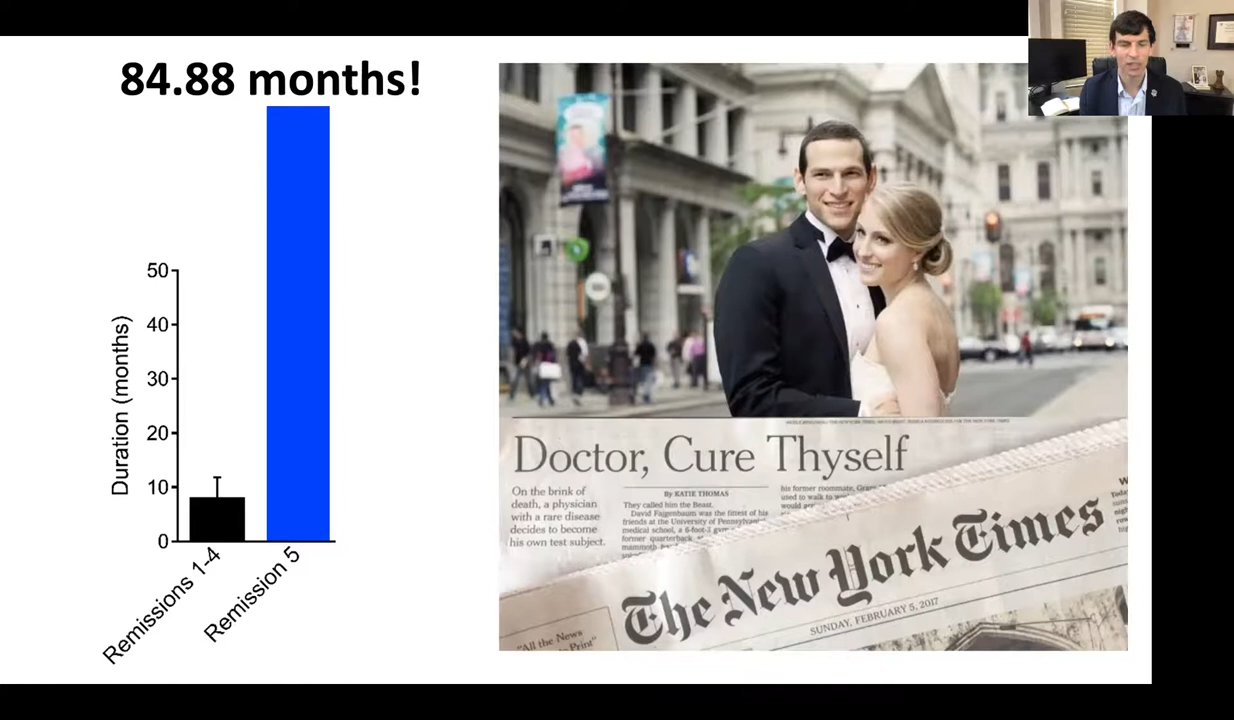 84.88 months!
50
40
30
20
10
0
Duration (months)
Remissions 1-4
Remission 5
Doctor, Cure Thyself
On the brink of
death, a physician
with a rare disease
decides to become
his own test subject.
By KATIE THOMAS
They called him the Beast.
David Fajgenbaum was the fittest of his
friends at the University of Pennsylvania
medical school, a 6-foot-3
former quarterback
mammoth
his former roommate,
used to walk to
would
The New York Times
SUNDAY, FEBRUARY 5, 2017
"All the News
Print"